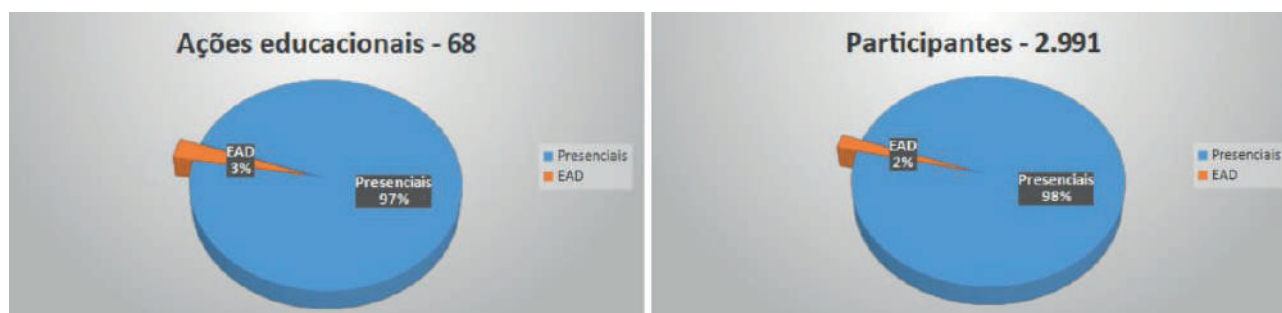 Ações educacionais - 68
EAD
3%
Presenciais
97%
Presenciais
EAD
Participantes - 2.991
EAD
2%
Presenciais
98%
Presenciais
EAD